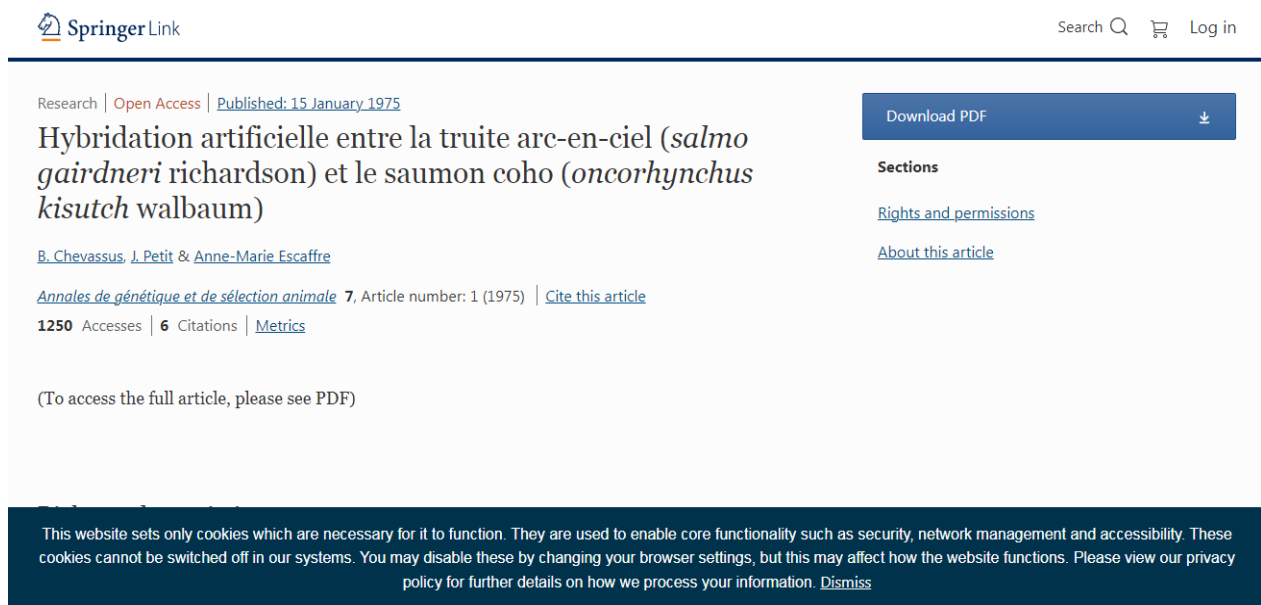 Springer Link
Search
Log in
Research | Open Access | Published: 15 January 1975
Hybridation artificielle entre la truite arc-en-ciel (salmo
gairdneri richardson) et le saumon coho (oncorhynchus
kisutch walbaum)
B. Chevassus, J. Petit & Anne-Marie Escaffre
Annales de génétique et de sélection animale 7, Article number: 1 (1975) | Cite this article
1250 Accesses | 6 Citations | Metrics
(To access the full article, please see PDF)
Download PDF
Sections
Rights and permissions
About this article
This website sets only cookies which are necessary for it to function. They are used to enable core functionality such as security, network management and accessibility. These
cookies cannot be switched off in our systems. You may disable these by changing your browser settings, but this may affect how the website functions. Please view our privacy
policy for further details on how we process your information. Dismiss